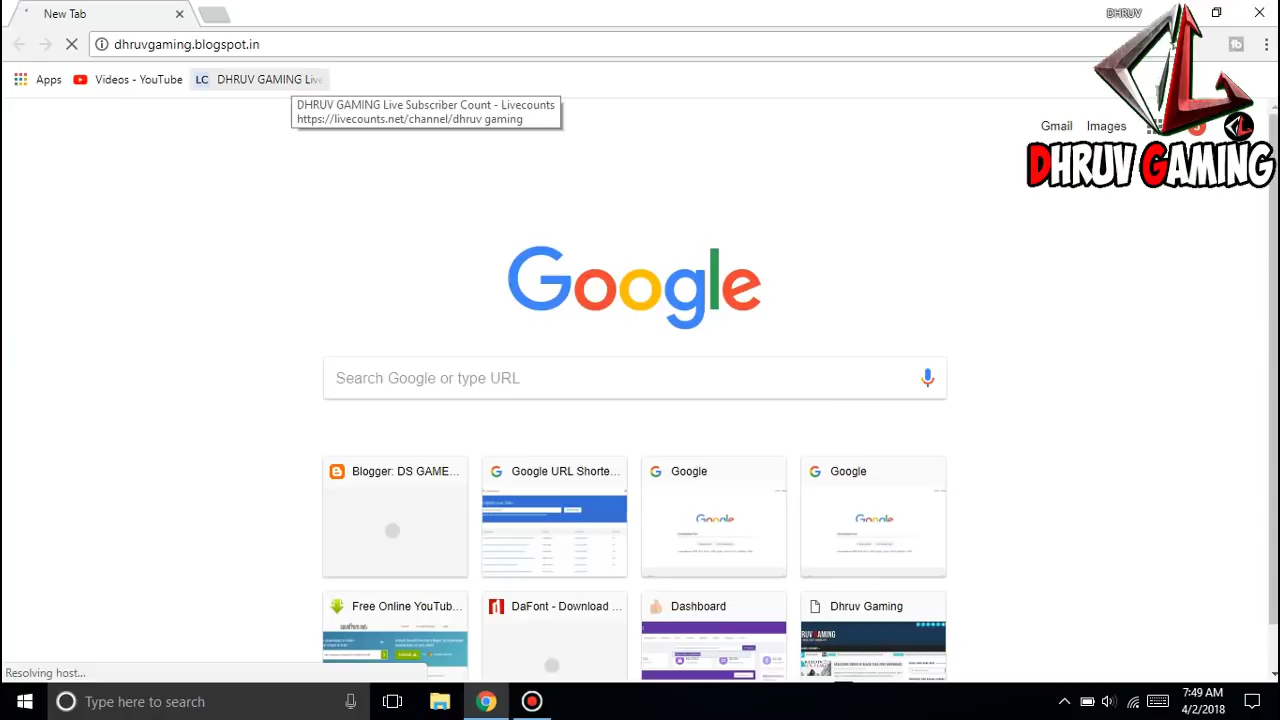 New Tab
DHRUV
dhruvgaming.blogspot.in
Apps
Videos - YouTube
LC DHRUV GAMING Live
DHRUV GAMING Live Subscriber Count - Livecounts
https://livecounts.net/channel/dhruv gaming
Gmail
Images
DHRUV GAMING
Google
Search Google or type URL
Blogger: DS GAME...
Google URL Shorte...
Google
Google
Google
Google
Free Online YouTub...
DaFont - Download ...
Dashboard
Dhruv Gaming
Resolving host...
Type here to search
7:49 AM
4/2/2018